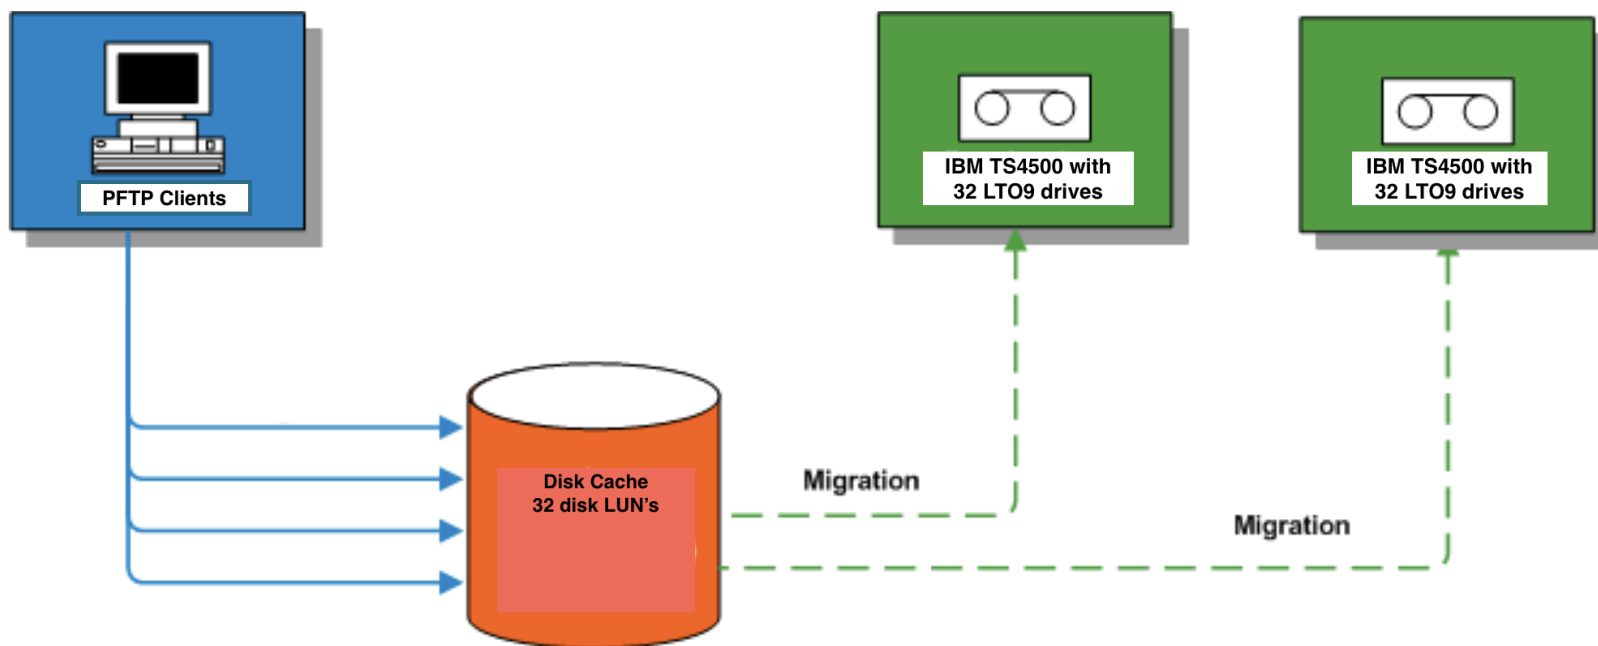 PFTP Clients
IBM TS4500 with
32 LTO9 drives
IBM TS4500 with
32 LTO9 drives
Disk Cache
32 disk LUN’s
Migration
Migration